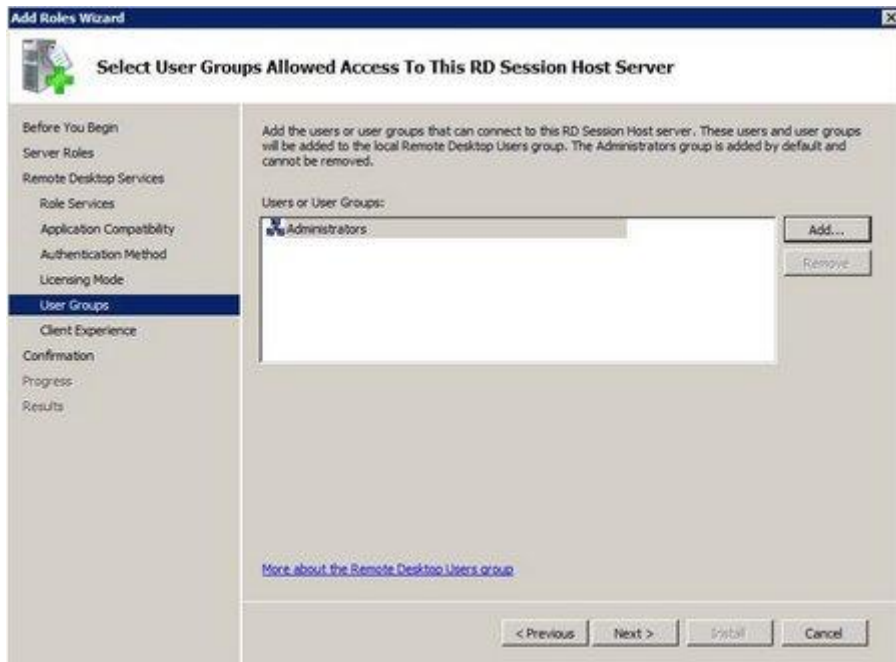 Add Roles Wizard
Select User Groups Allowed Access To This RD Session Host Server
Before You Begin
Server Roles
Remote Desktop Services
Role Services
Application Compatibility
Authentication Method
Licensing Mode
User Groups
Client Experience
Confirmation
Progress
Results
Add the users or user groups that can connect to this RD Session Host server. These users and user groups
will be added to the local Remote Desktop Users group. The Administrators group is added by default and
cannot be removed.
Users or User Groups:
Administrators
Add...
Remove
More about the Remote Desktop Users group
< Previous
Next >
Install
Cancel